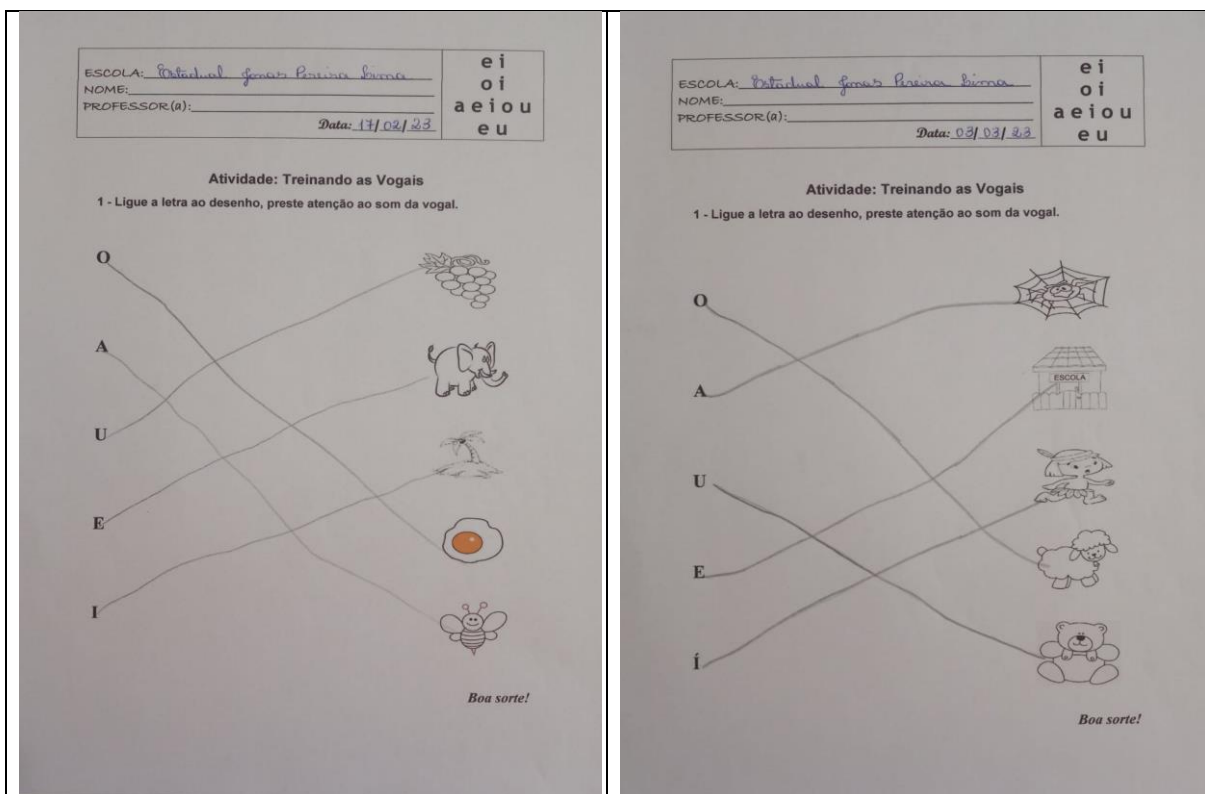 ESCOLA: Estadual Jonas Pereira Lima
NOME:
PROFESSOR(a):
Data: 17/02/23
e i
o i
a e i o u
e u
Atividade: Treinando as Vogais
1 - Ligue a letra ao desenho, preste atenção ao som da vogal.
O
A
U
E
I
Boa sorte!
ESCOLA: Estadual Jonas Pereira Lima
NOME:
PROFESSOR(a):
Data: 03/03/23
e i
o i
a e i o u
e u
Atividade: Treinando as Vogais
1 - Ligue a letra ao desenho, preste atenção ao som da vogal.
O
A
ESCOLA
U
E
Í
Boa sorte!